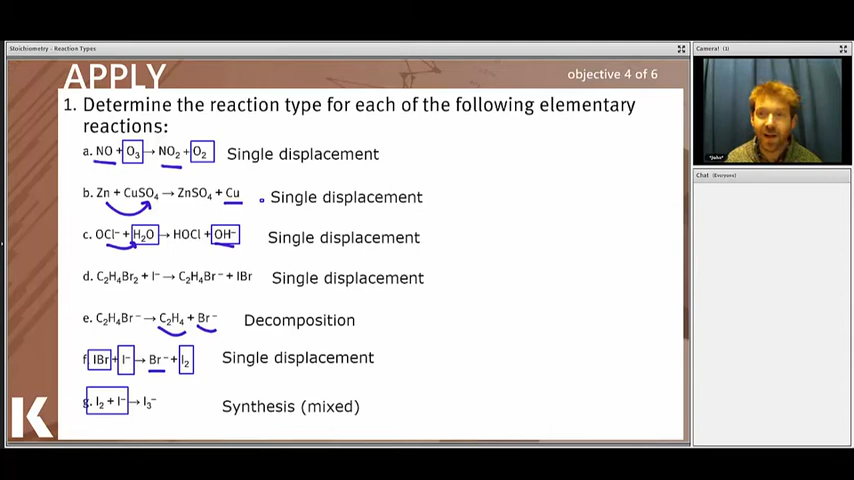 Stoichiometry - Reaction Types
Camera! (1)
APPLY
objective 4 of 6
1. Determine the reaction type for each of the following elementary
reactions:
a. NO + O₃ → NO₂ + O₂ Single displacement
b. Zn + CuSO₄ → ZnSO₄ + Cu Single displacement
c. OCl⁻ + H₂O → HOCl + OH⁻ Single displacement
d. C₂H₄Br₂ + I⁻ → C₂H₄Br⁻ + IBr Single displacement
e. C₂H₄Br⁻ → C₂H₄ + Br⁻ Decomposition
f. IBr + I⁻ → Br⁻ + I₂ Single displacement
g. I₂ + I⁻ → I₃⁻ Synthesis (mixed)
K
*Jake*
Chat (Everyone)